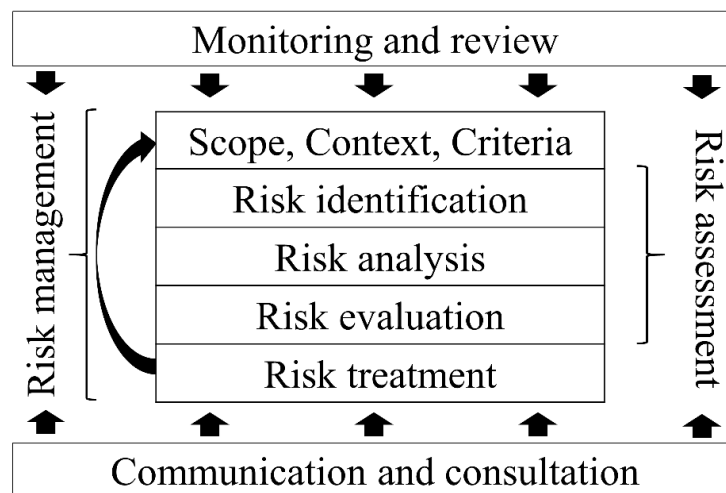 Monitoring and review
Risk management
Scope, Context, Criteria
Risk identification
Risk analysis
Risk evaluation
Risk treatment
Risk assessment
Communication and consultation